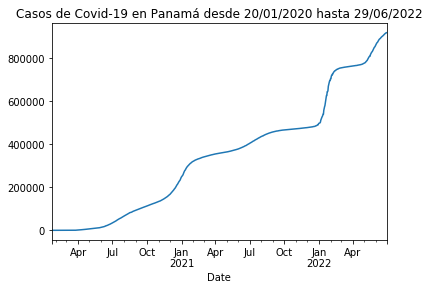 Casos de Covid-19 en Panamá desde 20/01/2020 hasta 29/06/2022
800000
600000
400000
200000
0
Apr Jul Oct Jan Apr Jul Oct Jan Apr
2021 2022
Date